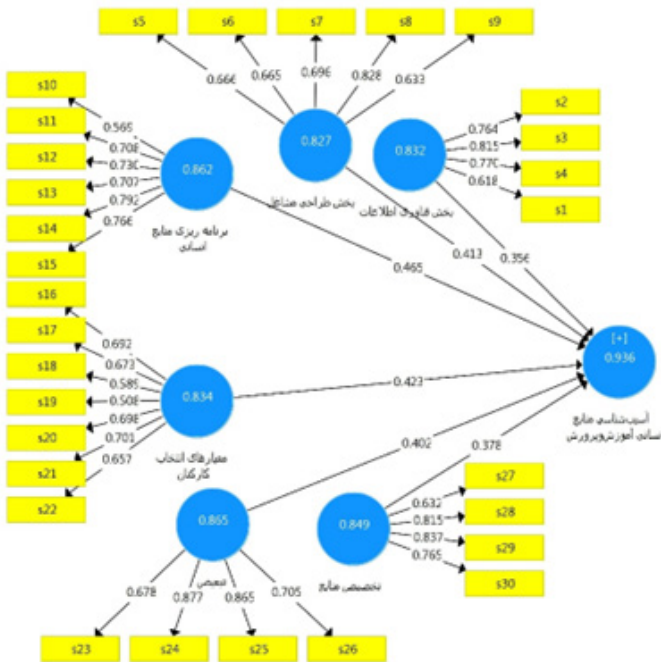 s5
s6
s7
s8
s9
0.666
0.665
0.696
0.828
0.633
0.827
بخش طراحی مشاغل
s2
s3
s4
s1
0.764
0.815
0.770
0.618
0.832
بخش فناوری اطلاعات
s10
s11
s12
s13
s14
s15
0.569
0.708
0.730
0.707
0.792
0.766
0.862
برنامه ریزی منابع
انسانی
0.465
0.413
0.356
s16
s17
s18
s19
s20
s21
s22
0.692
0.673
0.589
0.508
0.698
0.701
0.657
0.834
معیارهای انتخاب
کارکنان
0.423
[+]
0.936
آسیب‌شناسی منابع
انسانی آموزش‌وپرورش
0.402
0.378
0.865
تبعیض
0.678
0.877
0.865
0.705
s23
s24
s25
s26
0.849
تخصیص منابع
0.632
0.815
0.837
0.765
s27
s28
s29
s30